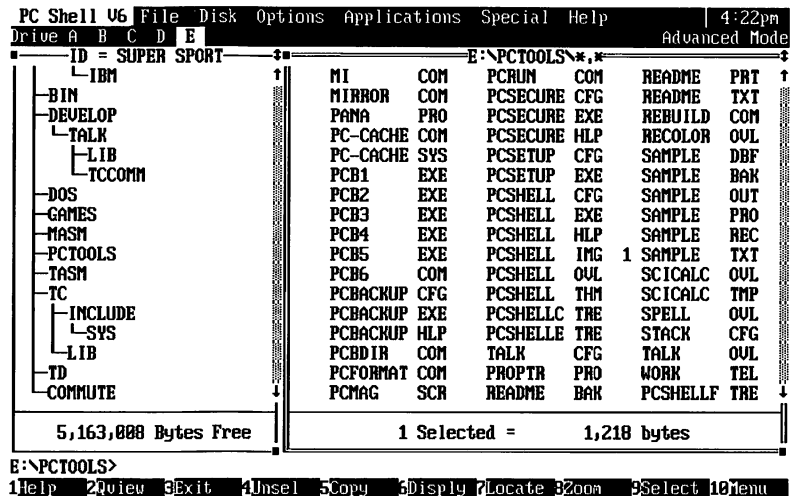 PC Shell V6 File Disk Options Applications Special Help 4:22pm
Drive A B C D E Advanced Mode
ID = SUPER SPORT E:\PCTOOLS\*.*
IBM MI COM PCRUN COM README PRT
BIN MIRROR COM PCSECURE CFG README TXT
DEVELOP PANA PRO PCSECURE EXE REBUILD COM
TALK PC-CACHE COM PCSECURE HLP RECOLOR OVL
LIB PC-CACHE SYS PCSETUP CFG SAMPLE DBF
TCCOMM PCB1 EXE PCSETUP EXE SAMPLE BAK
DOS PCB2 EXE PCSHELL CFG SAMPLE OUT
GAMES PCB3 EXE PCSHELL EXE SAMPLE PRO
MASM PCB4 EXE PCSHELL HLP SAMPLE REC
PCTOOLS PCB5 EXE PCSHELL IMG 1 SAMPLE TXT
TASM PCB6 COM PCSHELL OVL SCICALC OVL
TC PCBACKUP CFG PCSHELL THM SCICALC TMP
INCLUDE PCBACKUP EXE PCSHELLC TRE SPELL OVL
SYS PCBACKUP HLP PCSHELLE TRE STACK CFG
LIB PCBDIR COM TALK CFG TALK OVL
TD PCFORMAT COM PROPTR PRO WORK TEL
COMMUTE PCMAG SCR README BAK PCSHELLF TRE
5,163,008 Bytes Free 1 Selected = 1,218 bytes
E:\PCTOOLS>
1Help 2Qview 3Exit 4Unsel 5Copy 6Disply 7Locate 8Zoom 9Select 10Menu